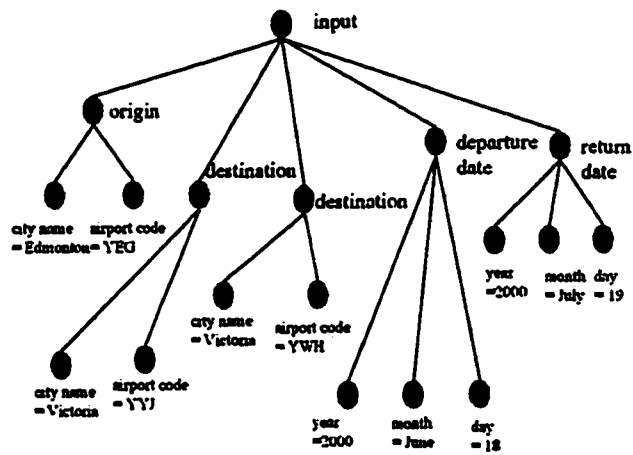 input
origin
departure
date
return
date
destination
destination
city name
= Edmonton
airport code
= YEG
year
=2000
month
= July
day
= 19
city name
= Victoria
airport code
= YWH
city name
= Victoria
airport code
= YYJ
year
=2000
month
= June
day
= 18